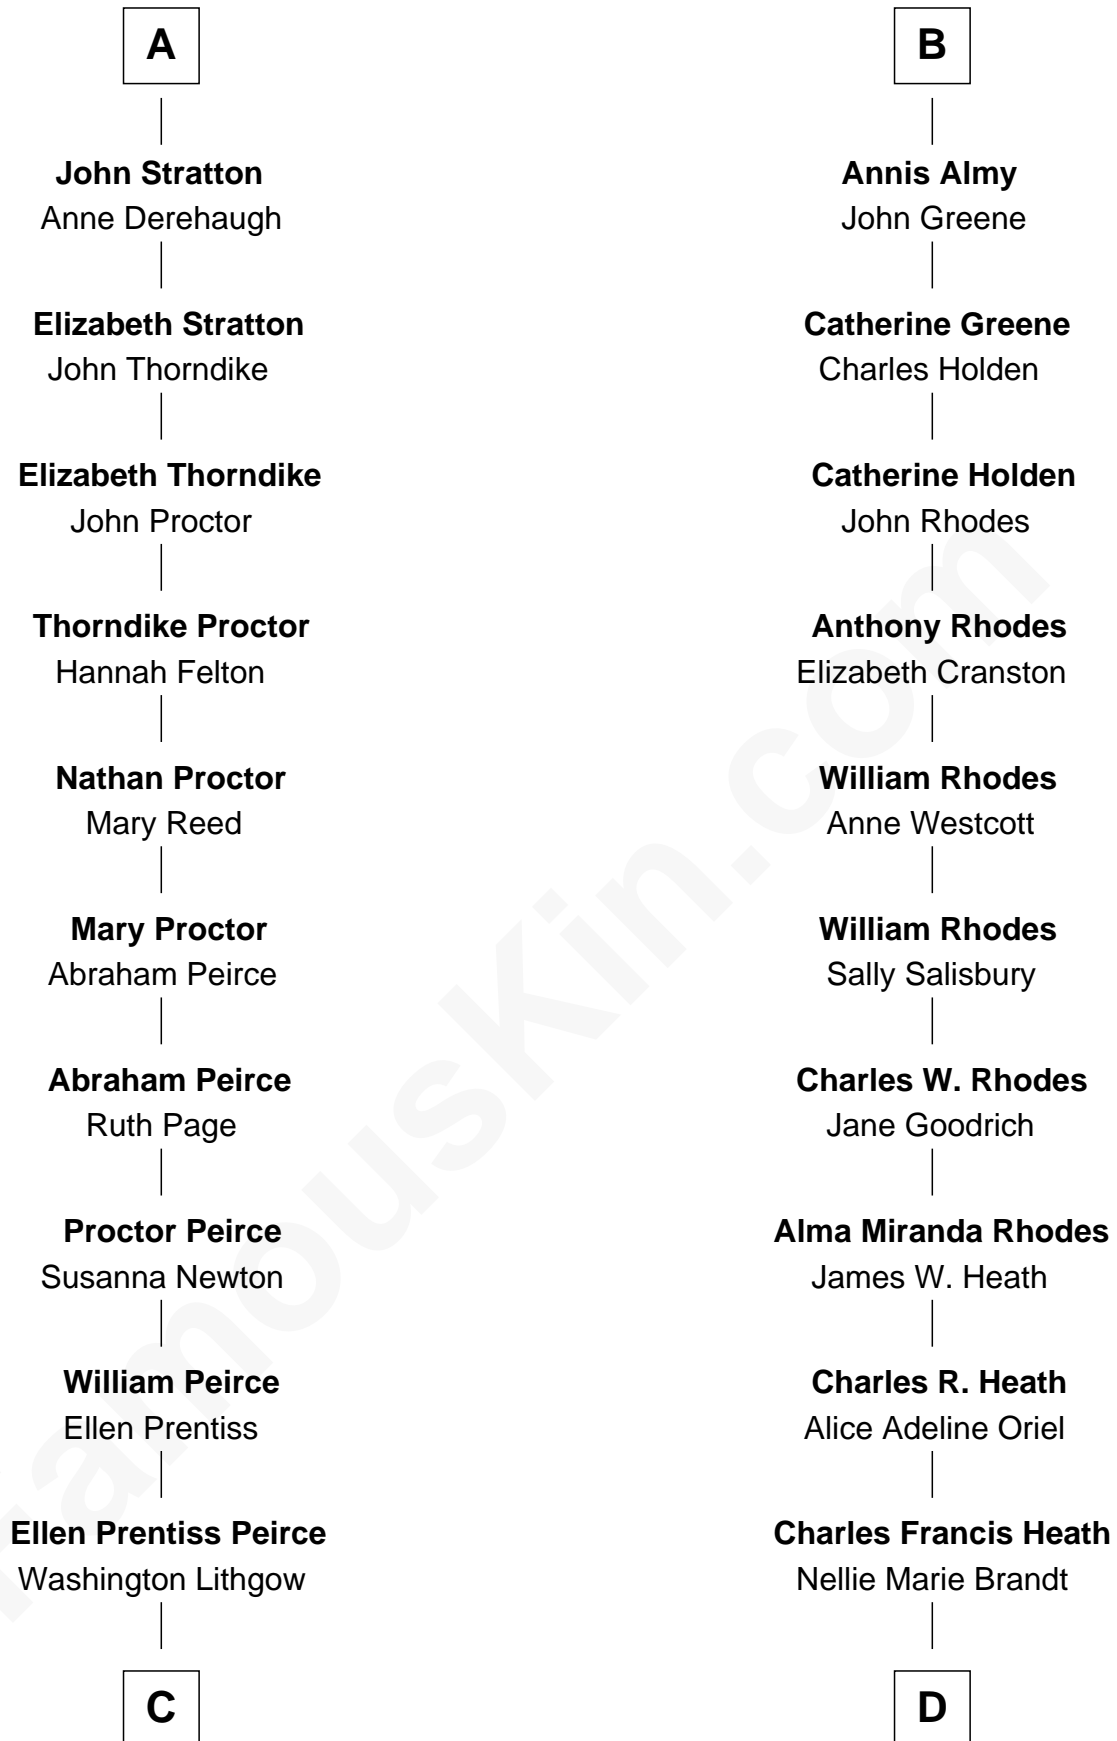 A
John Stratton
Anne Derehaugh
Elizabeth Stratton
John Thorndike
Elizabeth Thorndike
John Proctor
Thorndike Proctor
Hannah Felton
Nathan Proctor
Mary Reed
Mary Proctor
Abraham Peirce
Abraham Peirce
Ruth Page
Proctor Peirce
Susanna Newton
William Peirce
Ellen Prentiss
Ellen Prentiss Peirce
Washington Lithgow
C
B
Annis Almy
John Greene
Catherine Greene
Charles Holden
Catherine Holden
John Rhodes
Anthony Rhodes
Elizabeth Cranston
William Rhodes
Anne Westcott
William Rhodes
Sally Salisbury
Charles W. Rhodes
Jane Goodrich
Alma Miranda Rhodes
James W. Heath
Charles R. Heath
Alice Adeline Oriel
Charles Francis Heath
Nellie Marie Brandt
D
FamousKin.com